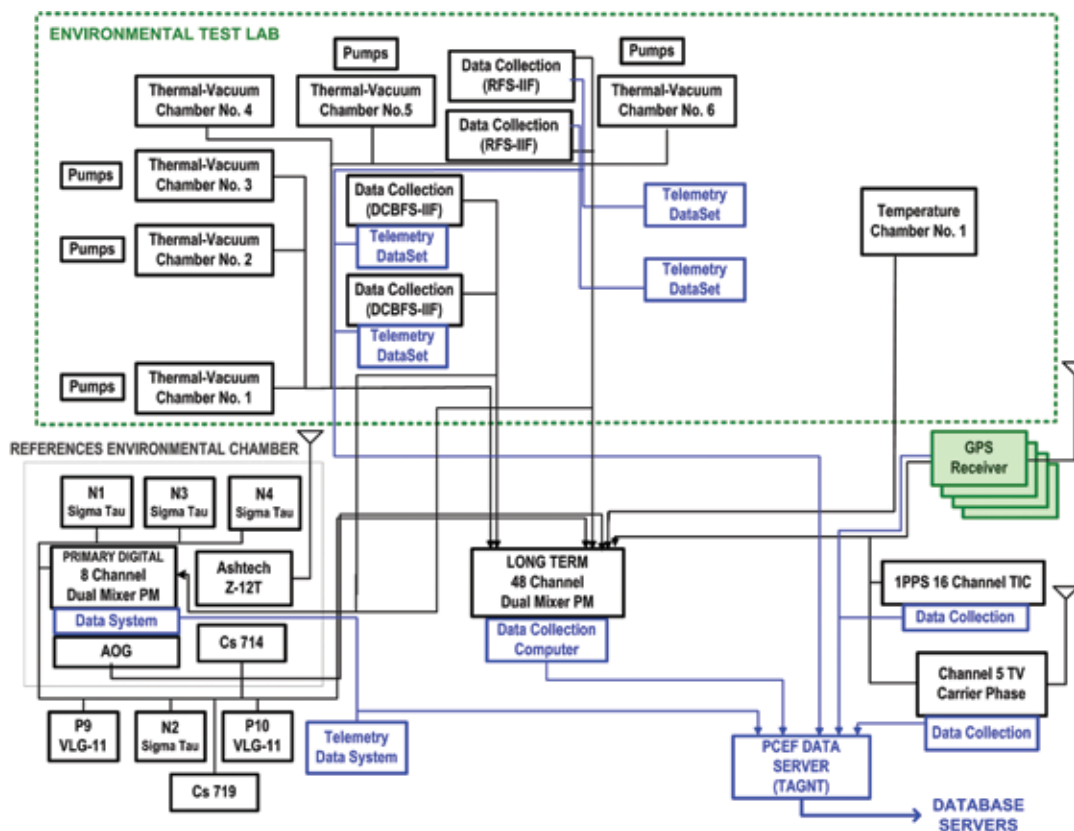 ENVIRONMENTAL TEST LAB
Pumps
Thermal-Vacuum
Chamber No. 4
Thermal-Vacuum
Chamber No.5
Data Collection
(RFS-IIF)
Data Collection
(RFS-IIF)
Pumps
Thermal-Vacuum
Chamber No. 6
Pumps
Thermal-Vacuum
Chamber No. 3
Pumps
Thermal-Vacuum
Chamber No. 2
Data Collection
(DCBFS-IIF)
Telemetry
DataSet
Data Collection
(DCBFS-IIF)
Telemetry
DataSet
Telemetry
DataSet
Telemetry
DataSet
Temperature
Chamber No. 1
Pumps
Thermal-Vacuum
Chamber No. 1
REFERENCES ENVIRONMENTAL CHAMBER
N1
Sigma Tau
N3
Sigma Tau
N4
Sigma Tau
PRIMARY DIGITAL
8 Channel
Dual Mixer PM
Data System
AOG
Ashtech
Z-12T
Cs 714
P9
VLG-11
N2
Sigma Tau
P10
VLG-11
Cs 719
Telemetry
Data System
LONG TERM
48 Channel
Dual Mixer PM
Data Collection
Computer
GPS
Receiver
1PPS 16 Channel TIC
Data Collection
Channel 5 TV
Carrier Phase
Data Collection
PCEF DATA
SERVER
(TAGNT)
DATABASE
SERVERS